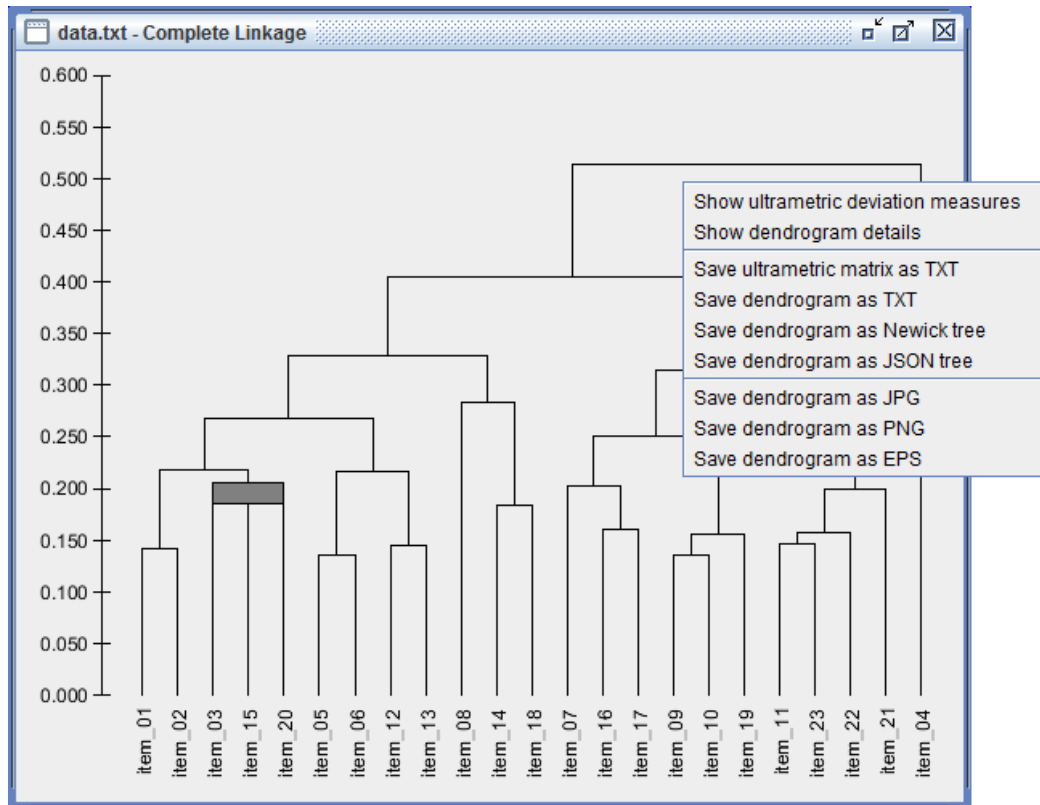 data.txt - Complete Linkage
0.600
0.550
0.500
0.450
0.400
0.350
0.300
0.250
0.200
0.150
0.100
0.050
0.000
Show ultrametric deviation measures
Show dendrogram details
Save ultrametric matrix as TXT
Save dendrogram as TXT
Save dendrogram as Newick tree
Save dendrogram as JSON tree
Save dendrogram as JPG
Save dendrogram as PNG
Save dendrogram as EPS
item_01
item_02
item_03
item_15
item_20
item_05
item_06
item_12
item_13
item_08
item_14
item_18
item_07
item_16
item_17
item_09
item_10
item_19
item_11
item_23
item_22
item_21
item_04